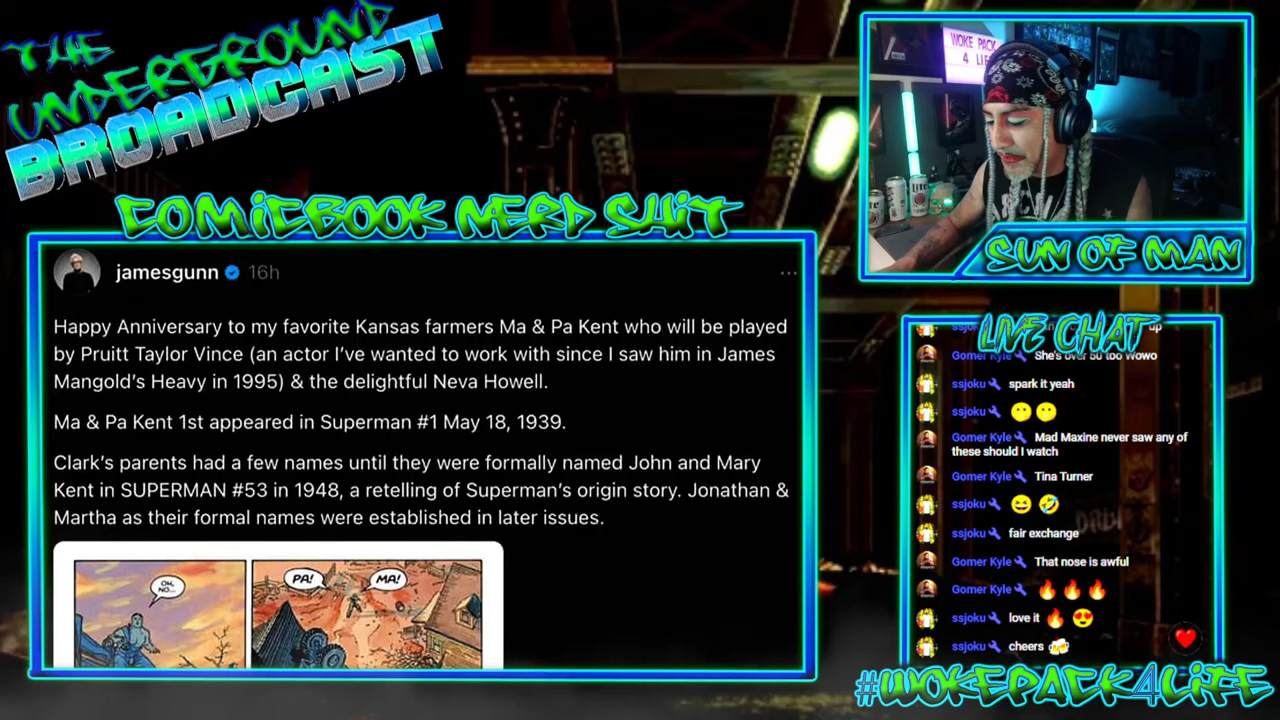 THE
UNDERGROUND
BROADCAST
COMICBOOK NERD SHIT
jamesgunn 16h
Happy Anniversary to my favorite Kansas farmers Ma & Pa Kent who will be played
by Pruitt Taylor Vince (an actor I've wanted to work with since I saw him in James
Mangold's Heavy in 1995) & the delightful Neva Howell.
Ma & Pa Kent 1st appeared in Superman #1 May 18, 1939.
Clark's parents had a few names until they were formally named John and Mary
Kent in SUPERMAN #53 in 1948, a retelling of Superman's origin story. Jonathan &
Martha as their formal names were established in later issues.
OH,
NO...
PA!
MA!
WOKE PACK
4 LIFE
Lite
SUN OF MAN
LIVE CHAT
up
Gomer Kyle She's over 50 too Wowo
ssjoku spark it yeah
ssjoku 😶 😶
Gomer Kyle Mad Maxine never saw any of
these should I watch
Gomer Kyle Tina Turner
ssjoku 😆 🤣
ssjoku fair exchange
Gomer Kyle That nose is awful
Gomer Kyle 🔥 🔥 🔥
ssjoku love it 🔥 😍
ssjoku cheers 🍻
#WOKEPACK4LIFE